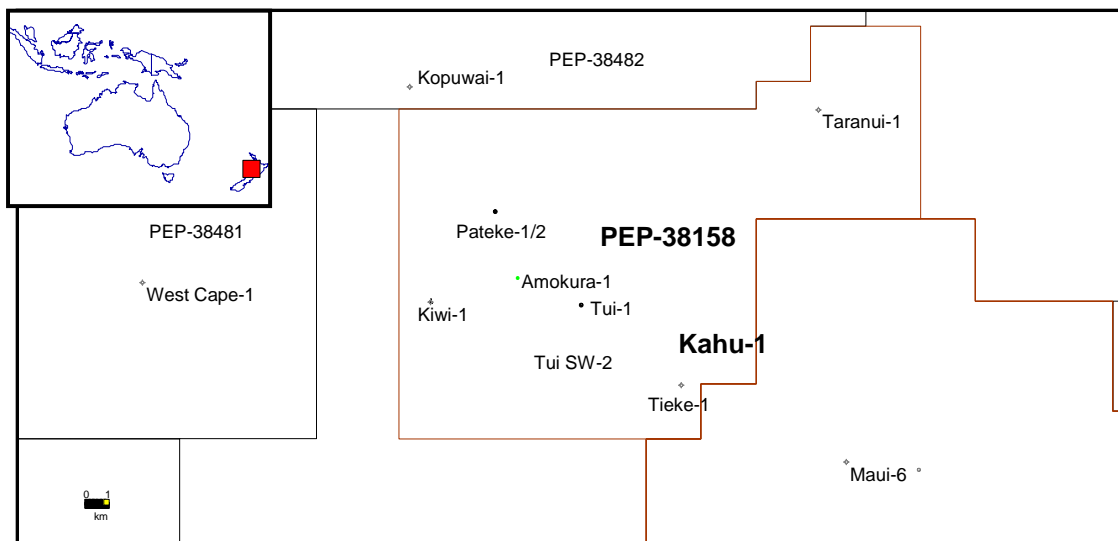 PEP-38482
Kopuwai-1
Taranui-1
PEP-38481
Pateke-1/2
PEP-38158
Amokura-1
West Cape-1
Kiwi-1
Tui-1
Kahu-1
Tui SW-2
Tieke-1
Maui-6
0 1
km